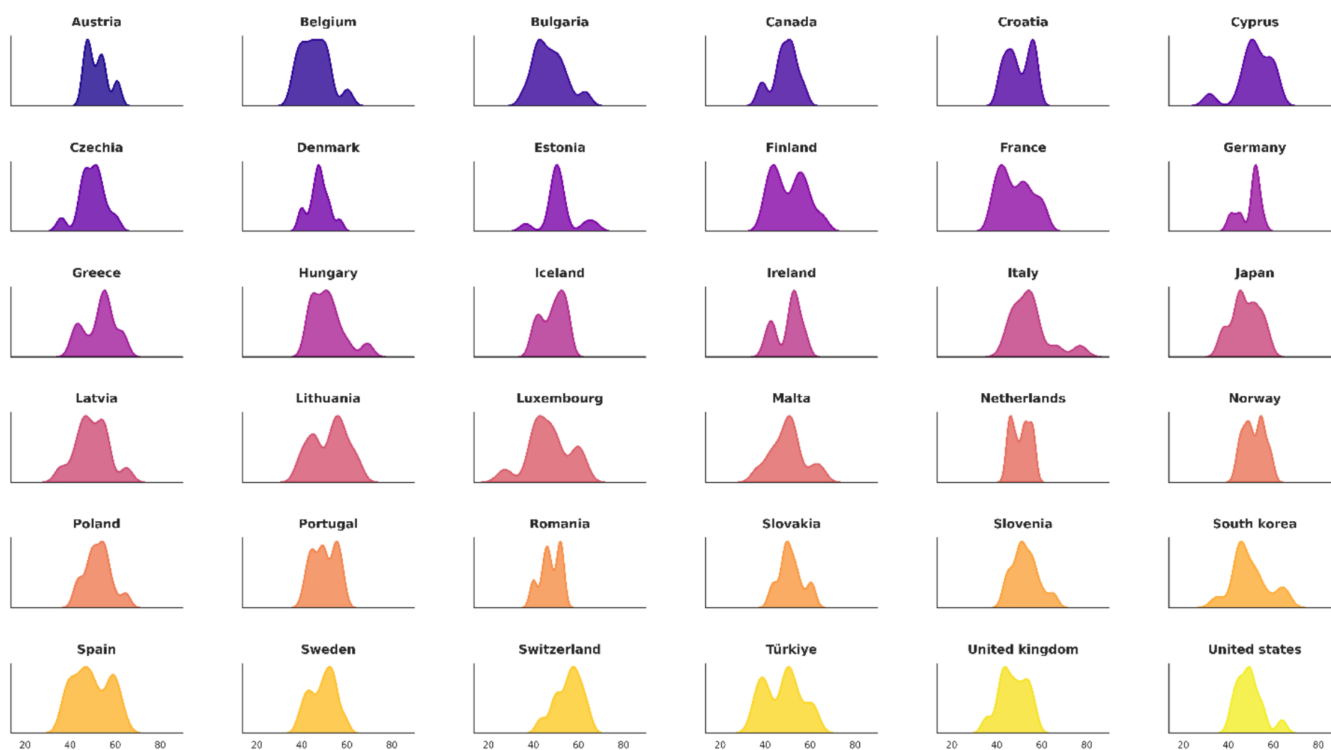 Austria Belgium Bulgaria Canada Croatia Cyprus
Czechia Denmark Estonia Finland France Germany
Greece Hungary Iceland Ireland Italy Japan
Latvia Lithuania Luxembourg Malta Netherlands Norway
Poland Portugal Romania Slovakia Slovenia South korea
Spain Sweden Switzerland Türkiye United kingdom United states
20 40 60 80 20 40 60 80 20 40 60 80 20 40 60 80 20 40 60 80 20 40 60 80